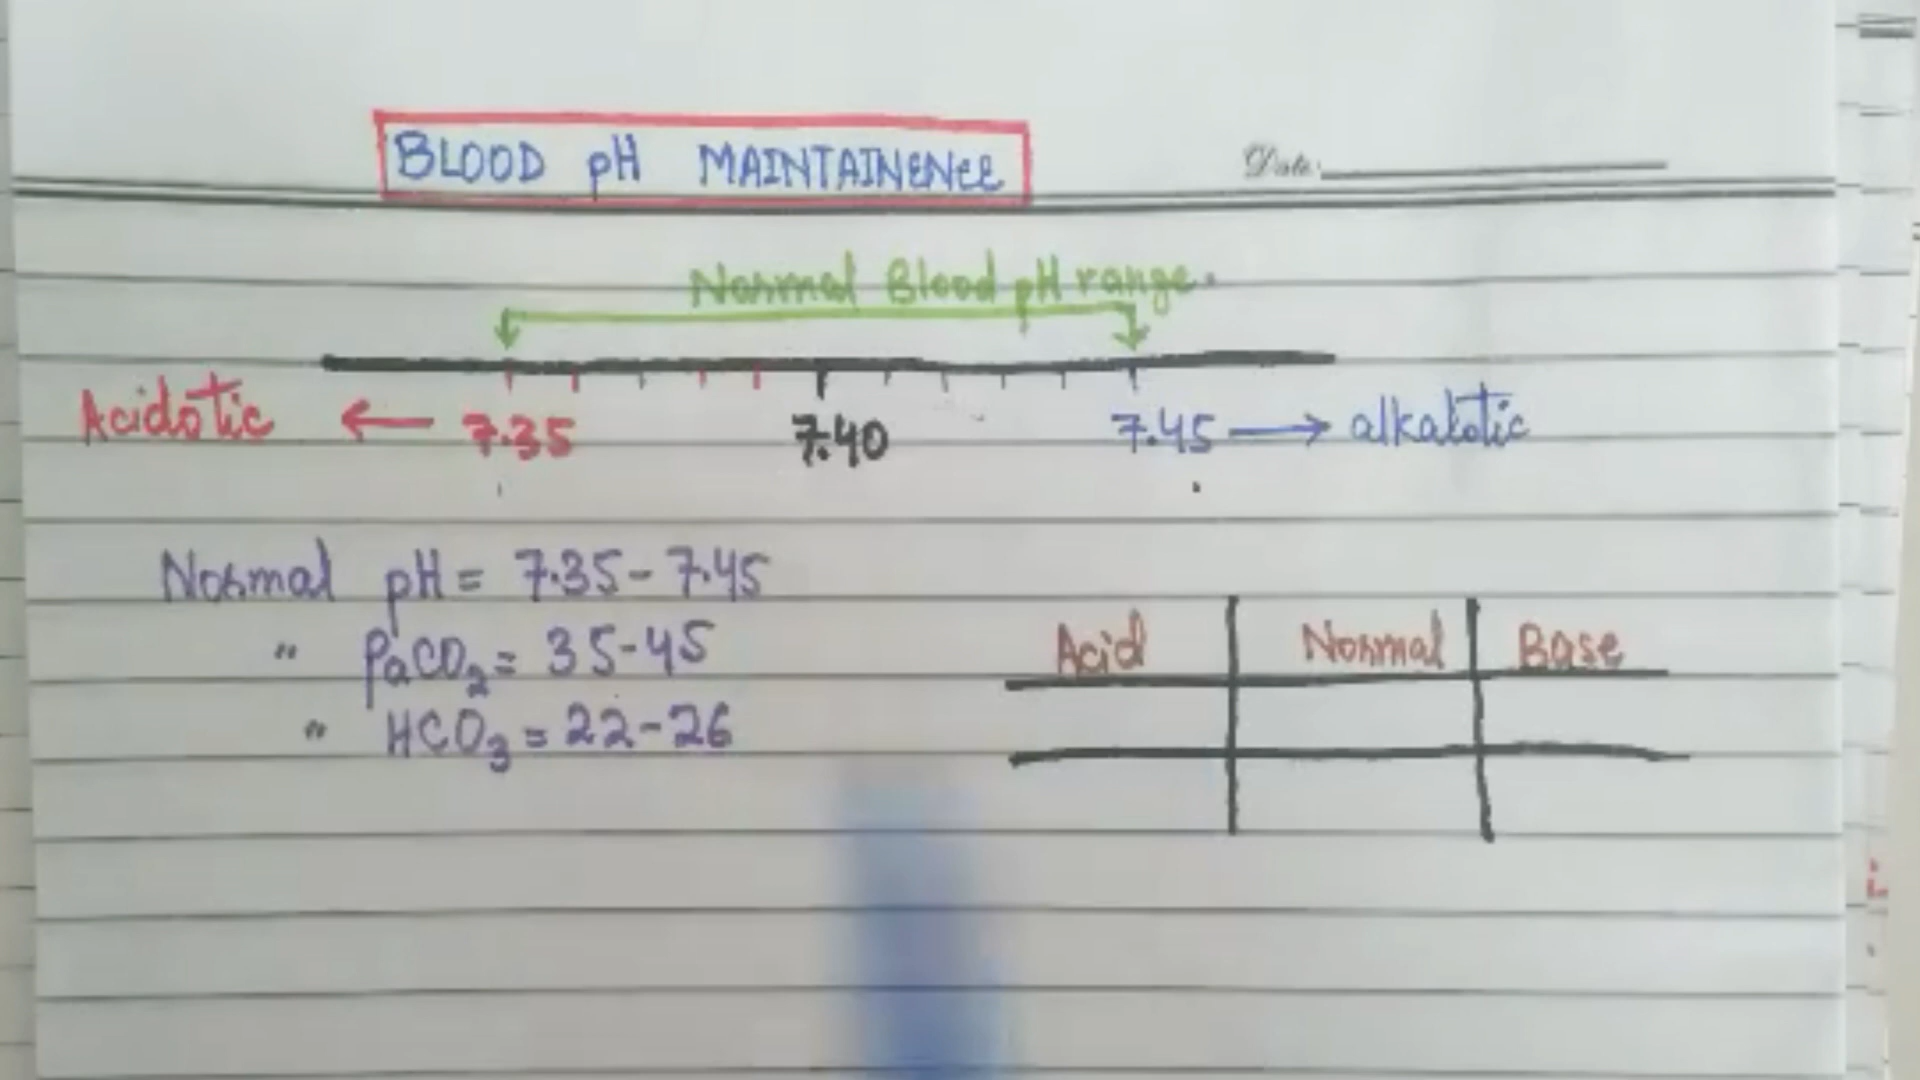 BLOOD pH MAINTAINENCE
Date:
Normal Blood pH range.
Acidotic ← 7.35 7.40 7.45 → alkalotic
Normal pH = 7.35-7.45
" PaCO₂ = 35-45
" HCO₃ = 22-26
Acid Normal Base